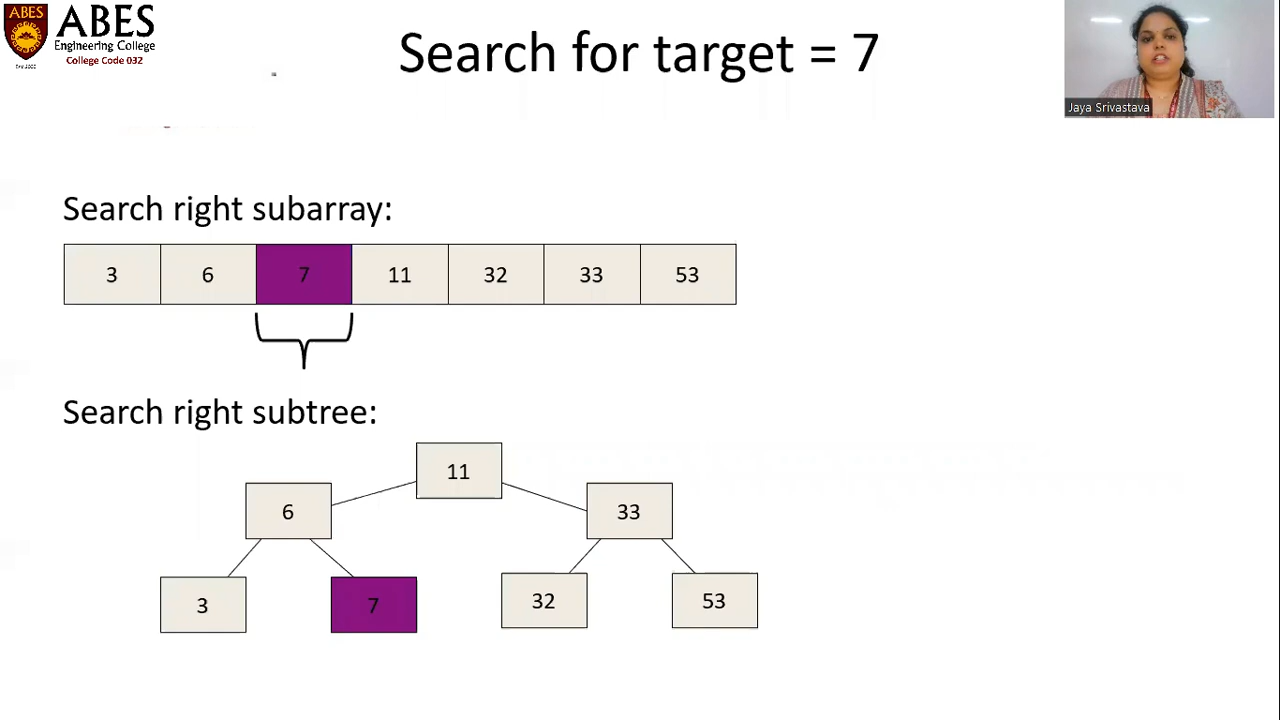 ABES
ABES
Engineering College
College Code 032
Search for target = 7
Jaya Srivastava
Search right subarray:
3 6 7 11 32 33 53
Search right subtree:
11
6 33
3 7 32 53